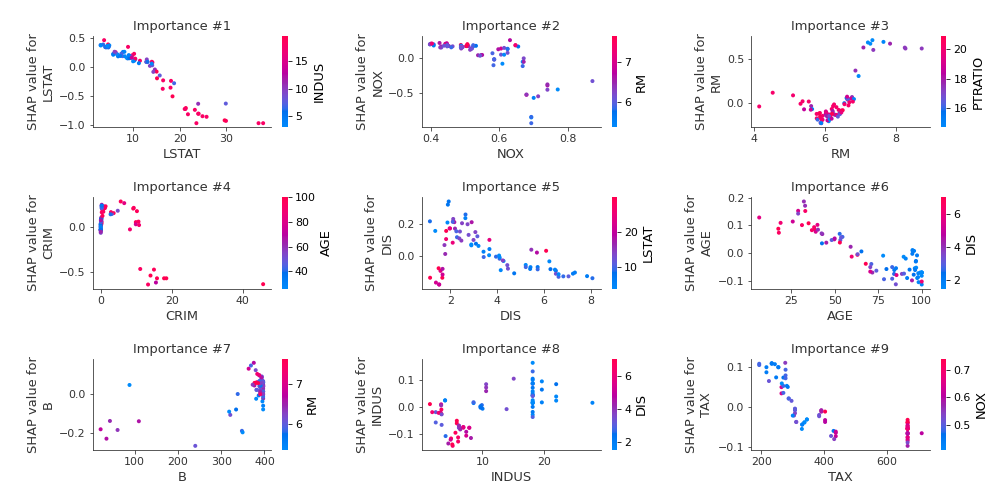 Importance #1
SHAP value for
LSTAT
0.5
0.0
−0.5
−1.0
10
20
30
LSTAT
15
10
5
INDUS
Importance #2
SHAP value for
NOX
0.0
−0.5
0.4
0.6
0.8
NOX
7
6
RM
Importance #3
SHAP value for
RM
0.5
0.0
4
6
8
RM
20
18
16
PTRATIO
Importance #4
SHAP value for
CRIM
0.0
−0.5
0
20
40
CRIM
100
80
60
40
AGE
Importance #5
SHAP value for
DIS
0.2
0.0
2
4
6
8
DIS
20
10
LSTAT
Importance #6
SHAP value for
AGE
0.2
0.1
0.0
−0.1
25
50
75
100
AGE
6
4
2
DIS
Importance #7
SHAP value for
B
0.0
−0.2
100
200
300
400
B
7
6
RM
Importance #8
SHAP value for
INDUS
0.1
0.0
−0.1
10
20
INDUS
6
4
2
DIS
Importance #9
SHAP value for
TAX
0.1
0.0
−0.1
200
400
600
TAX
0.7
0.6
0.5
NOX